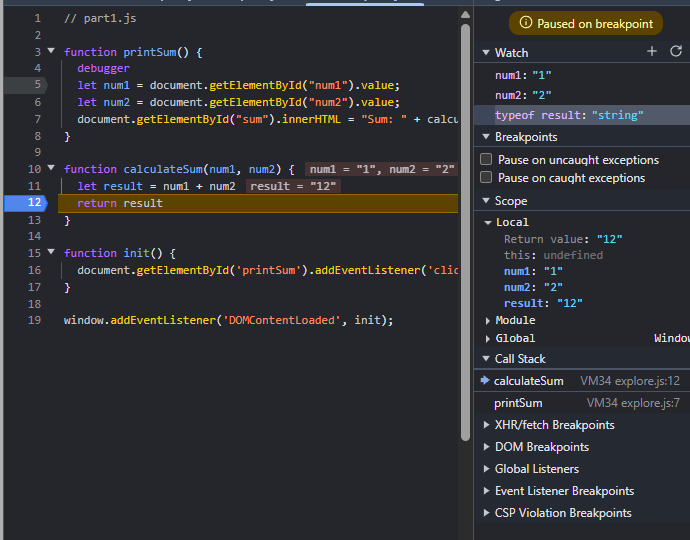 1 // part1.js
2
3 function printSum() {
4 debugger
5 let num1 = document.getElementById("num1").value;
6 let num2 = document.getElementById("num2").value;
7 document.getElementById("sum").innerHTML = "Sum: " + calcu
8 }
9
10 function calculateSum(num1, num2) { num1 = "1", num2 = "2"
11 let result = num1 + num2 result = "12"
12 return result
13 }
14
15 function init() {
16 document.getElementById('printSum').addEventListener('clic
17 }
18
19 window.addEventListener('DOMContentLoaded', init);
Paused on breakpoint
Watch
num1: "1"
num2: "2"
typeof result: "string"
Breakpoints
Pause on uncaught exceptions
Pause on caught exceptions
Scope
Local
Return value: "12"
this: undefined
num1: "1"
num2: "2"
result: "12"
Module
Global Window
Call Stack
calculateSum VM34 explore.js:12
printSum VM34 explore.js:7
XHR/fetch Breakpoints
DOM Breakpoints
Global Listeners
Event Listener Breakpoints
CSP Violation Breakpoints